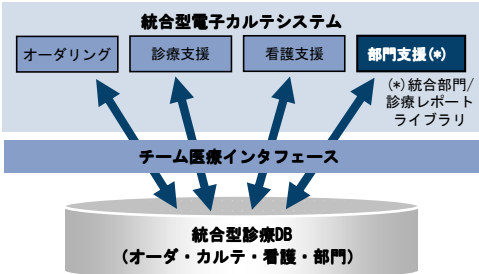 統合型電子カルテシステム
オーダリング
診療支援
看護支援
部門支援(*)
(*)統合部門/
診療レポート
ライブラリ
チーム医療インタフェース
統合型診療DB
(オーダ・カルテ・看護・部門)